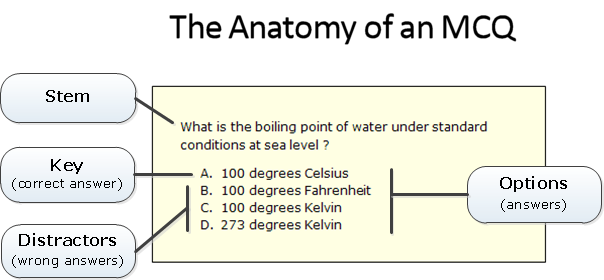 The Anatomy of an MCQ
Stem
What is the boiling point of water under standard
conditions at sea level ?
Key
(correct answer)
A. 100 degrees Celsius
B. 100 degrees Fahrenheit
C. 100 degrees Kelvin
D. 273 degrees Kelvin
Options
(answers)
Distractors
(wrong answers)